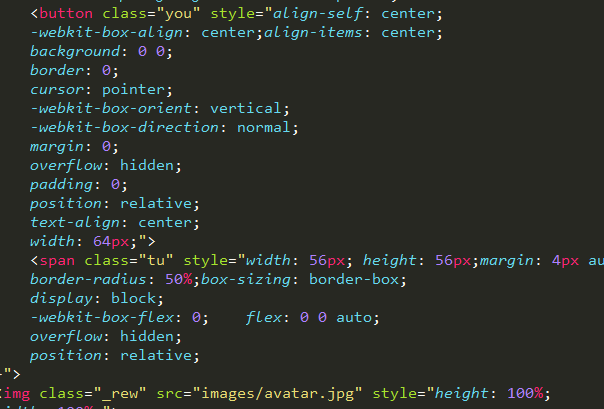 <button class="you" style="align-self: center;
-webkit-box-align: center;align-items: center;
background: 0 0;
border: 0;
cursor: pointer;
-webkit-box-orient: vertical;
-webkit-box-direction: normal;
margin: 0;
overflow: hidden;
padding: 0;
position: relative;
text-align: center;
width: 64px;">
<span class="tu" style="width: 56px; height: 56px;margin: 4px au
border-radius: 50%;box-sizing: border-box;
display: block;
-webkit-box-flex: 0;    flex: 0 0 auto;
overflow: hidden;
position: relative;
">
<img class="_rew" src="images/avatar.jpg" style="height: 100%;